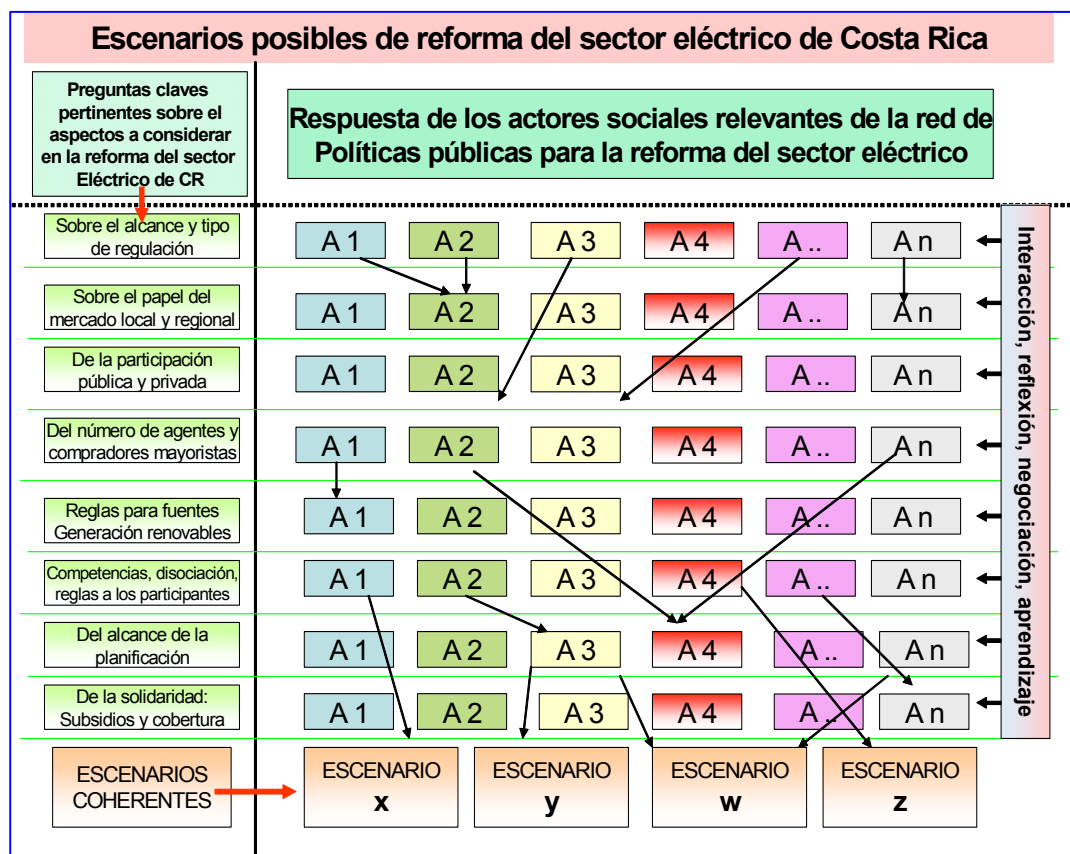 Escenarios posibles de reforma del sector eléctrico de Costa Rica
Preguntas claves
pertinentes sobre el
aspectos a considerar
en la reforma del sector
Eléctrico de CR
Respuesta de los actores sociales relevantes de la red de
Políticas públicas para la reforma del sector eléctrico
Sobre el alcance y tipo
de regulación
A 1
A 2
A 3
A 4
A ..
A n
Sobre el papel del
mercado local y regional
A 1
A 2
A 3
A 4
A ..
A n
De la participación
pública y privada
A 1
A 2
A 3
A 4
A ..
A n
Del número de agentes y
compradores mayoristas
A 1
A 2
A 3
A 4
A ..
A n
Reglas para fuentes
Generación renovables
A 1
A 2
A 3
A 4
A ..
A n
Competencias, disociación,
reglas a los participantes
A 1
A 2
A 3
A 4
A ..
A n
Del alcance de la
planificación
A 1
A 2
A 3
A 4
A ..
A n
De la solidaridad:
Subsidios y cobertura
A 1
A 2
A 3
A 4
A ..
A n
Interacción, reflexión, negociación, aprendizaje
ESCENARIOS
COHERENTES
ESCENARIO
x
ESCENARIO
y
ESCENARIO
w
ESCENARIO
z